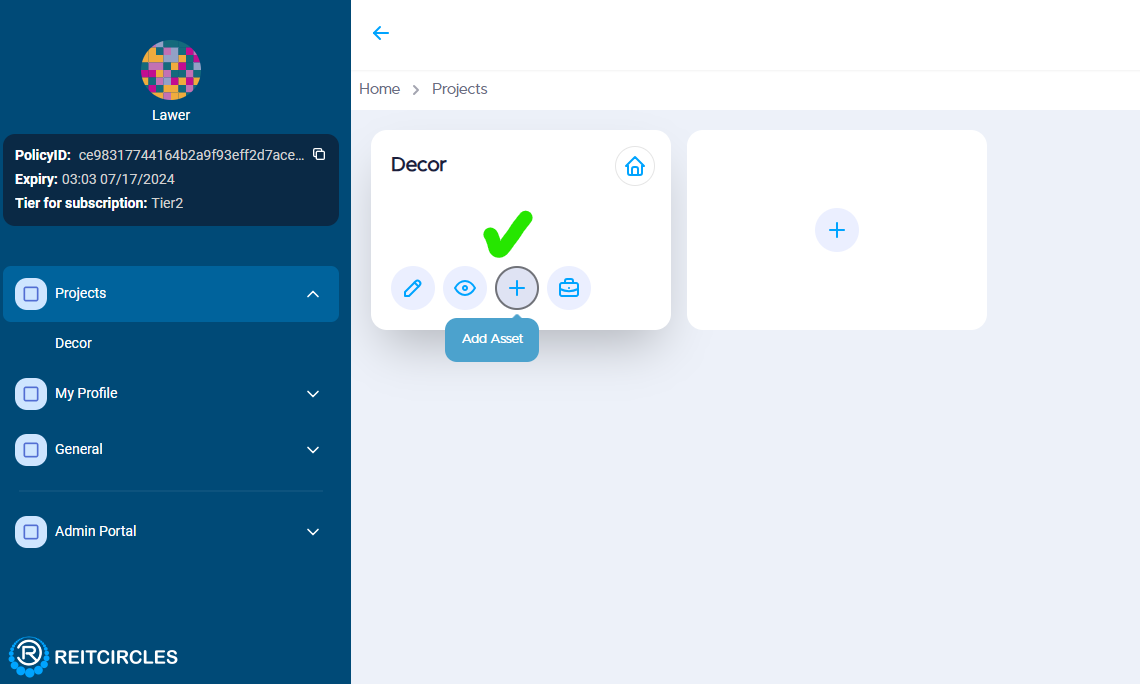 Lawer
PolicyID: ce98317744164b2a9f93eff2d7ace...
Expiry: 03:03 07/17/2024
Tier for subscription: Tier2
Projects
Decor
My Profile
General
Admin Portal
REITCIRCLES
Home > Projects
Decor
Add Asset